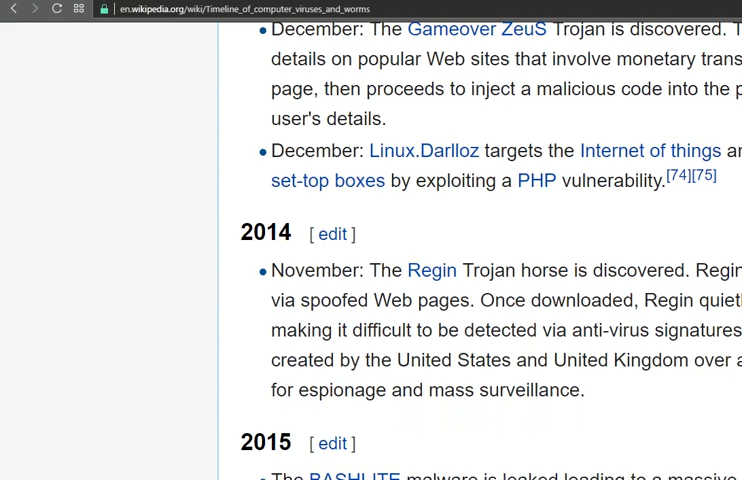 en.wikipedia.org/wiki/Timeline_of_computer_viruses_and_worms
December: The Gameover ZeuS Trojan is discovered.
details on popular Web sites that involve monetary
page, then proceeds to inject a malicious code into the
user's details.
December: Linux.Darlloz targets the Internet of things
set-top boxes by exploiting a PHP vulnerability.[74][75]
2014 [ edit ]
November: The Regin Trojan horse is discovered. Regin
via spoofed Web pages. Once downloaded, Regin
making it difficult to be detected via anti-virus signatures
created by the United States and United Kingdom over
for espionage and mass surveillance.
2015 [ edit ]
The BASHLITE malware is leaked leading to a massive